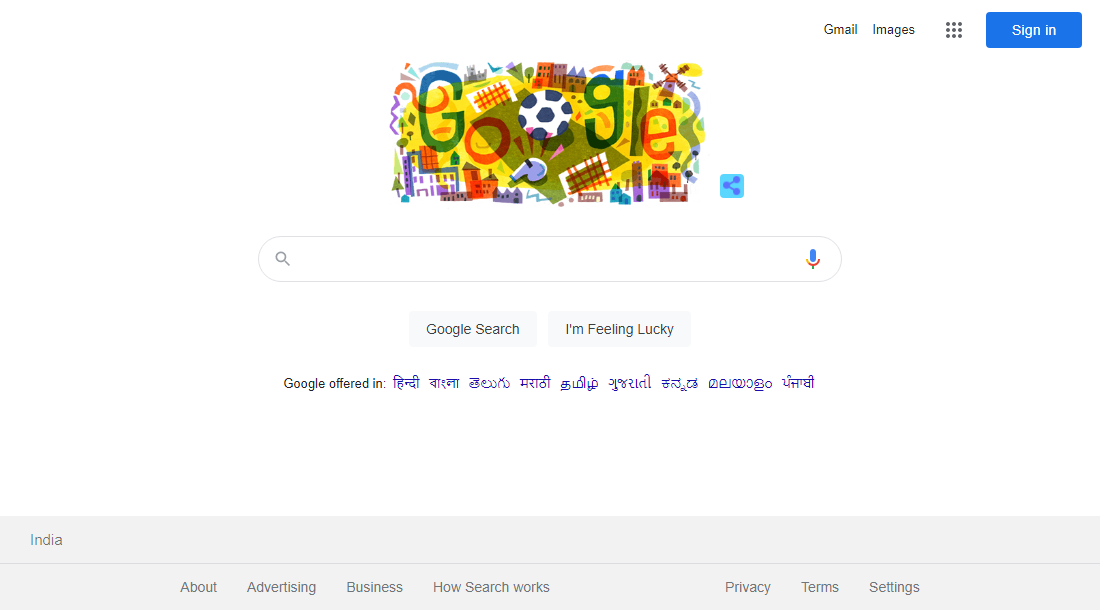 Gmail Images Sign in
Google
Google Search I'm Feeling Lucky
Google offered in: हिन्दी বাংলা తెలుగు मराठी தமிழ் ગુજરાતી ಕನ್ನಡ മലയാളം ਪੰਜਾਬੀ
India
About Advertising Business How Search works Privacy Terms Settings